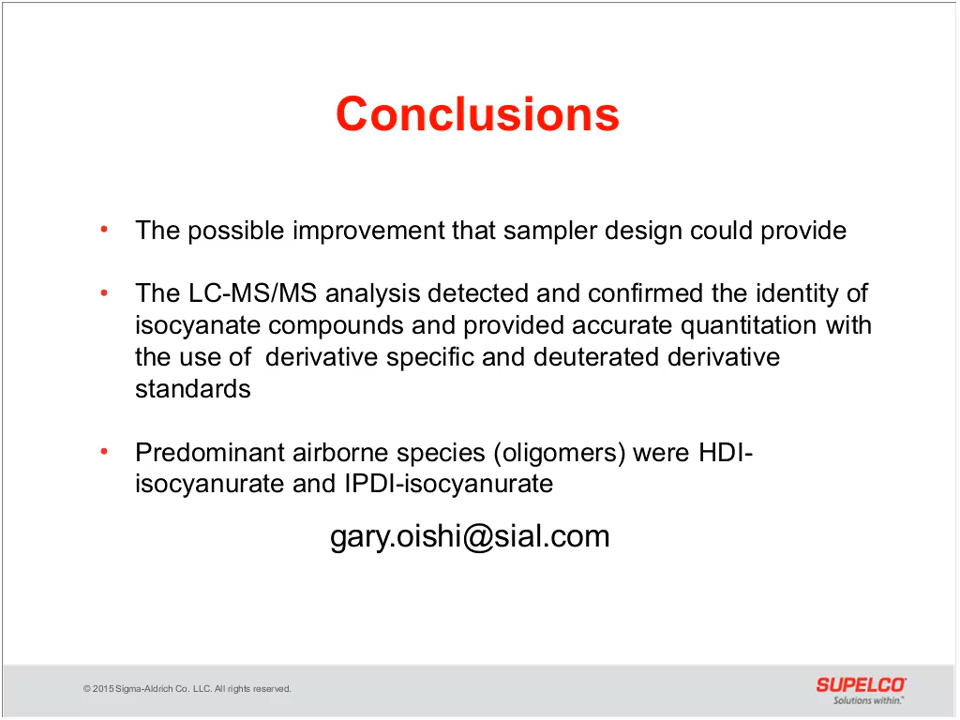 Conclusions
• The possible improvement that sampler design could provide
• The LC-MS/MS analysis detected and confirmed the identity of
isocyanate compounds and provided accurate quantitation with
the use of  derivative specific and deuterated derivative
standards
• Predominant airborne species (oligomers) were HDI-
isocyanurate and IPDI-isocyanurate
gary.oishi@sial.com
© 2015 Sigma-Aldrich Co. LLC. All rights reserved.
SUPELCO
Solutions within.™